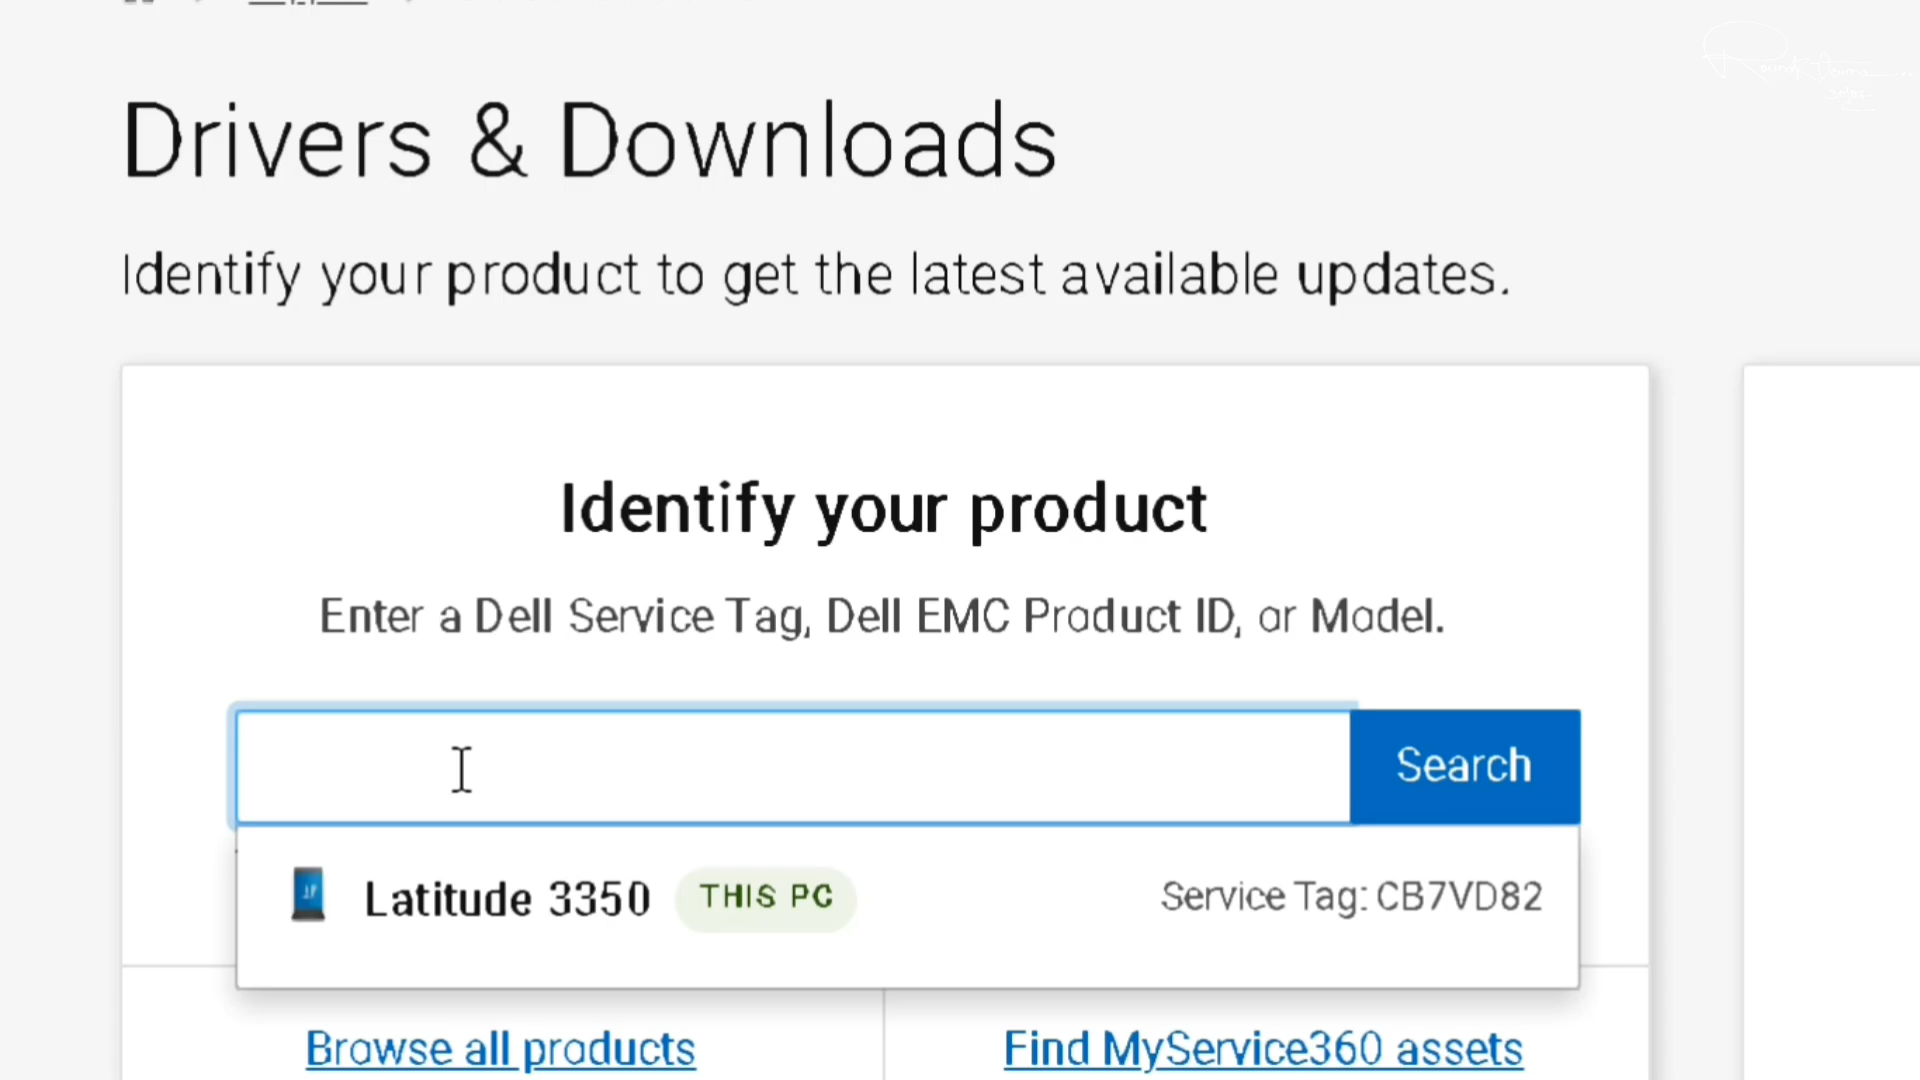 Drivers & Downloads
Identify your product to get the latest available updates.
Identify your product
Enter a Dell Service Tag, Dell EMC Product ID, or Model.
Search
Latitude 3350 THIS PC Service Tag: CB7VD82
Browse all products Find MyService360 assets